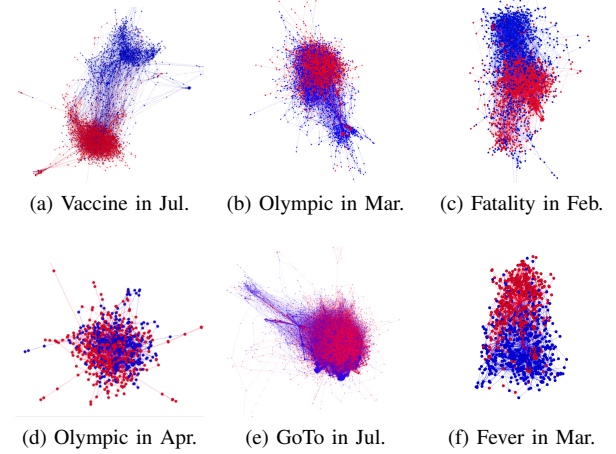 (a) Vaccine in Jul.
(b) Olympic in Mar.
(c) Fatality in Feb.
(d) Olympic in Apr.
(e) GoTo in Jul.
(f) Fever in Mar.